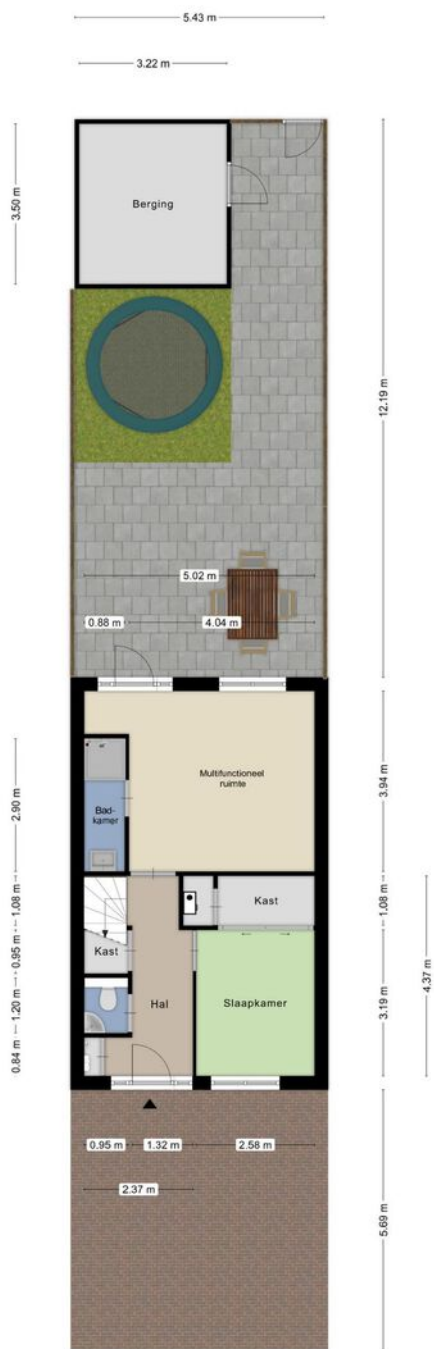 5.43 m
3.22 m
3.50 m
Berging
12.19 m
5.02 m
0.88 m
4.04 m
Multifunctioneel
ruimte
3.94 m
2.90 m
Bad-
kamer
1.08 m
1.08 m
Kast
0.95 m
Kast
4.37 m
1.20 m
Hal
Slaapkamer
3.19 m
0.84 m
0.95 m
1.32 m
2.58 m
2.37 m
5.69 m